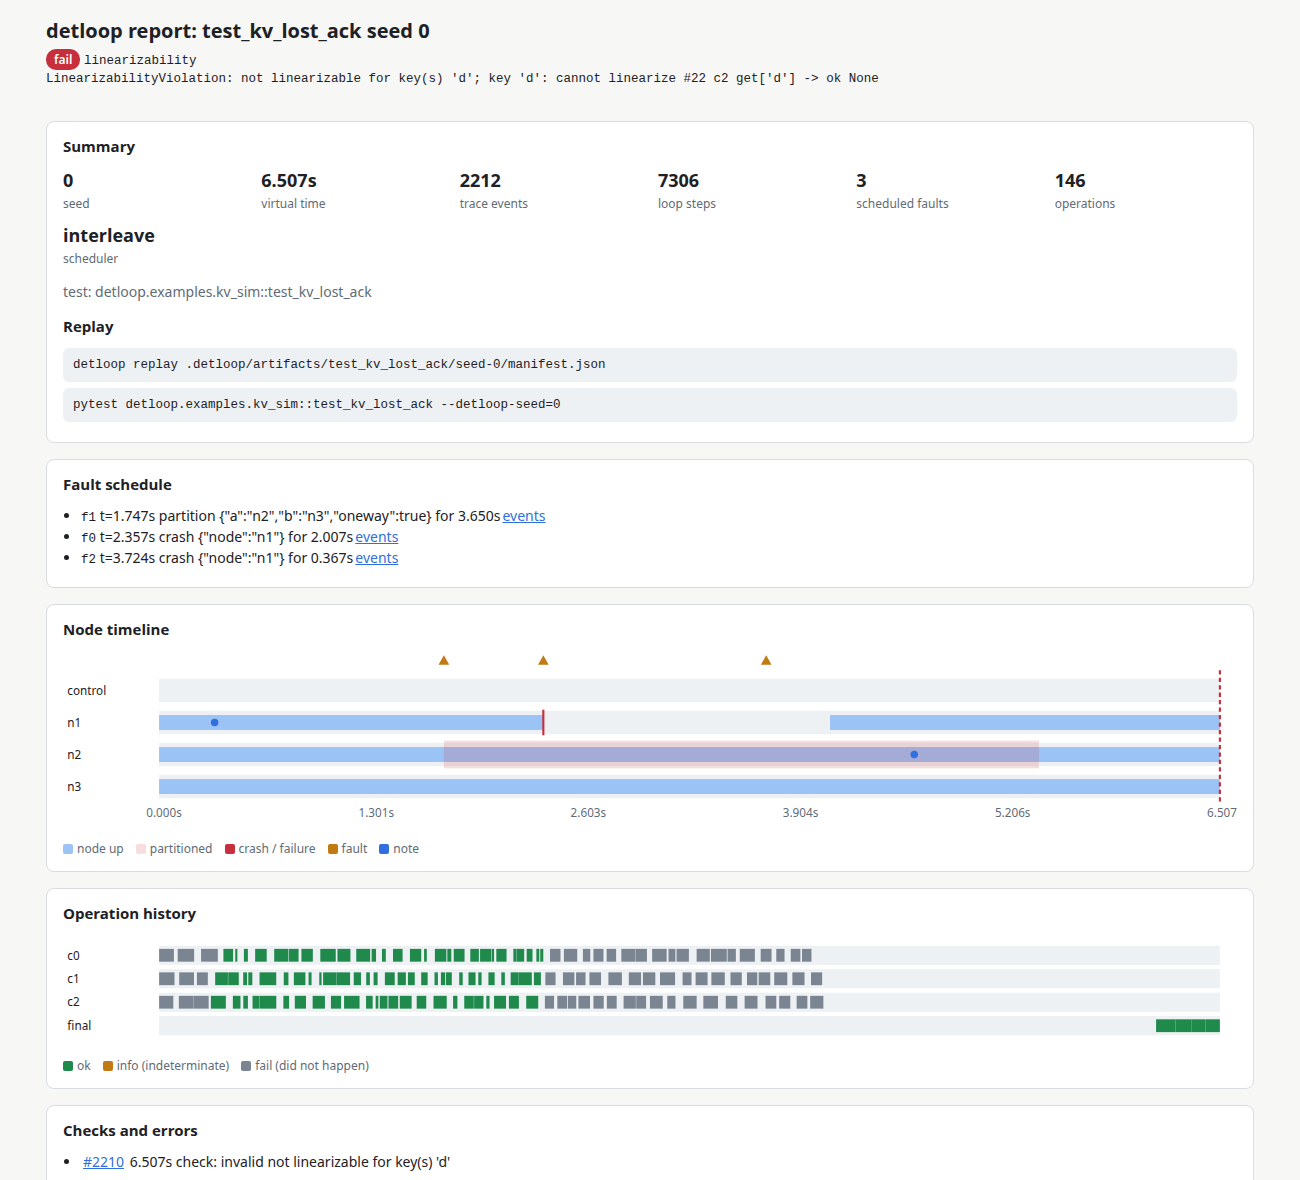 detloop report: test_kv_lost_ack seed 0
fail linearizability
LinearizabilityViolation: not linearizable for key(s) 'd'; key 'd': cannot linearize #22 c2 get['d'] -> ok None
Summary
0 6.507s 2212 7306 3 146
seed virtual time trace events loop steps scheduled faults operations
interleave
scheduler
test: detloop.examples.kv_sim::test_kv_lost_ack
Replay
detloop replay .detloop/artifacts/test_kv_lost_ack/seed-0/manifest.json
pytest detloop.examples.kv_sim::test_kv_lost_ack --detloop-seed=0
Fault schedule
f1 t=1.747s partition {"a":"n2","b":"n3","oneway":true} for 3.650s events
f0 t=2.357s crash {"node":"n1"} for 2.007s events
f2 t=3.724s crash {"node":"n1"} for 0.367s events
Node timeline
control
n1
n2
n3
0.000s 1.301s 2.603s 3.904s 5.206s 6.507
node up partitioned crash / failure fault note
Operation history
c0
c1
c2
final
ok info (indeterminate) fail (did not happen)
Checks and errors
#2210 6.507s check: invalid not linearizable for key(s) 'd'